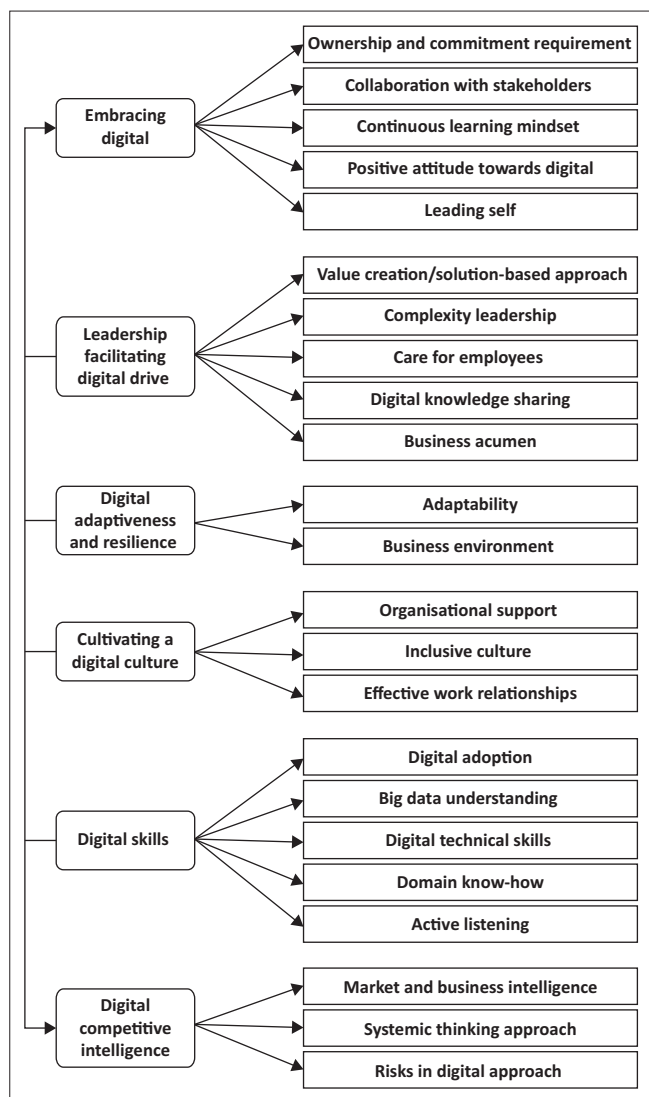 Embracing
digital
Ownership and commitment requirement
Collaboration with stakeholders
Continuous learning mindset
Positive attitude towards digital
Leading self
Leadership
facilitating
digital drive
Value creation/solution-based approach
Complexity leadership
Care for employees
Digital knowledge sharing
Business acumen
Digital
adaptiveness
and resilience
Adaptability
Business environment
Cultivating a
digital culture
Organisational support
Inclusive culture
Effective work relationships
Digital skills
Digital adoption
Big data understanding
Digital technical skills
Domain know-how
Active listening
Digital
competitive
intelligence
Market and business intelligence
Systemic thinking approach
Risks in digital approach